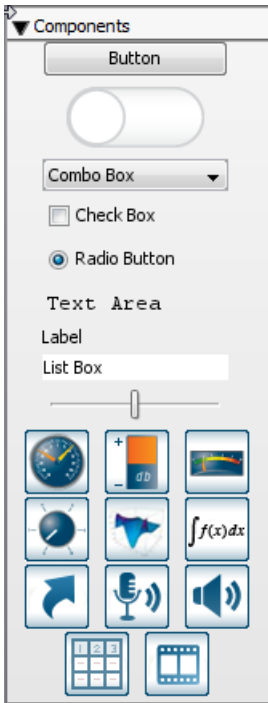 Components
Button
Combo Box
Check Box
Radio Button
Text Area
Label
List Box
+
- db
∫f(x)dx
1 2 3